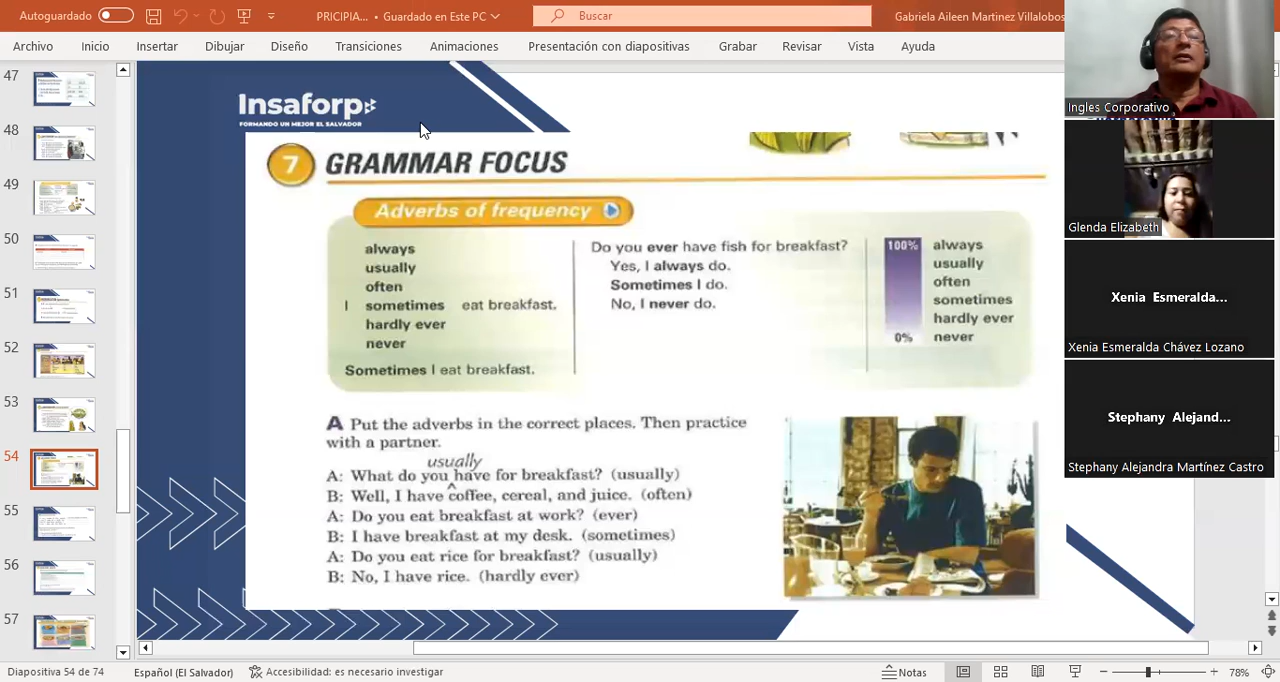 Autoguardado
PRICIPIA... • Guardado en Este PC
Buscar
Gabriela Aileen Martinez Villalobos
Archivo Inicio Insertar Dibujar Diseño Transiciones Animaciones Presentación con diapositivas Grabar Revisar Vista Ayuda
47
48
49
50
51
52
53
54
55
56
57
Insaforp
FORMANDO UN MEJOR EL SALVADOR
7 GRAMMAR FOCUS
Adverbs of frequency
always
usually
often
I sometimes eat breakfast.
hardly ever
never
Sometimes I eat breakfast.
Do you ever have fish for breakfast?
Yes, I always do.
Sometimes I do.
No, I never do.
100% always
usually
often
sometimes
hardly ever
0% never
A Put the adverbs in the correct places. Then practice
with a partner.
usually
A: What do you ^ have for breakfast? (usually)
B: Well, I have coffee, cereal, and juice. (often)
A: Do you eat breakfast at work? (ever)
B: I have breakfast at my desk. (sometimes)
A: Do you eat rice for breakfast? (usually)
B: No, I have rice. (hardly ever)
Ingles Corporativo
Glenda Elizabeth
Xenia Esmeralda...
Xenia Esmeralda Chávez Lozano
Stephany Alejand...
Stephany Alejandra Martínez Castro
Diapositiva 54 de 74 Español (El Salvador) Accesibilidad: es necesario investigar Notas 78%